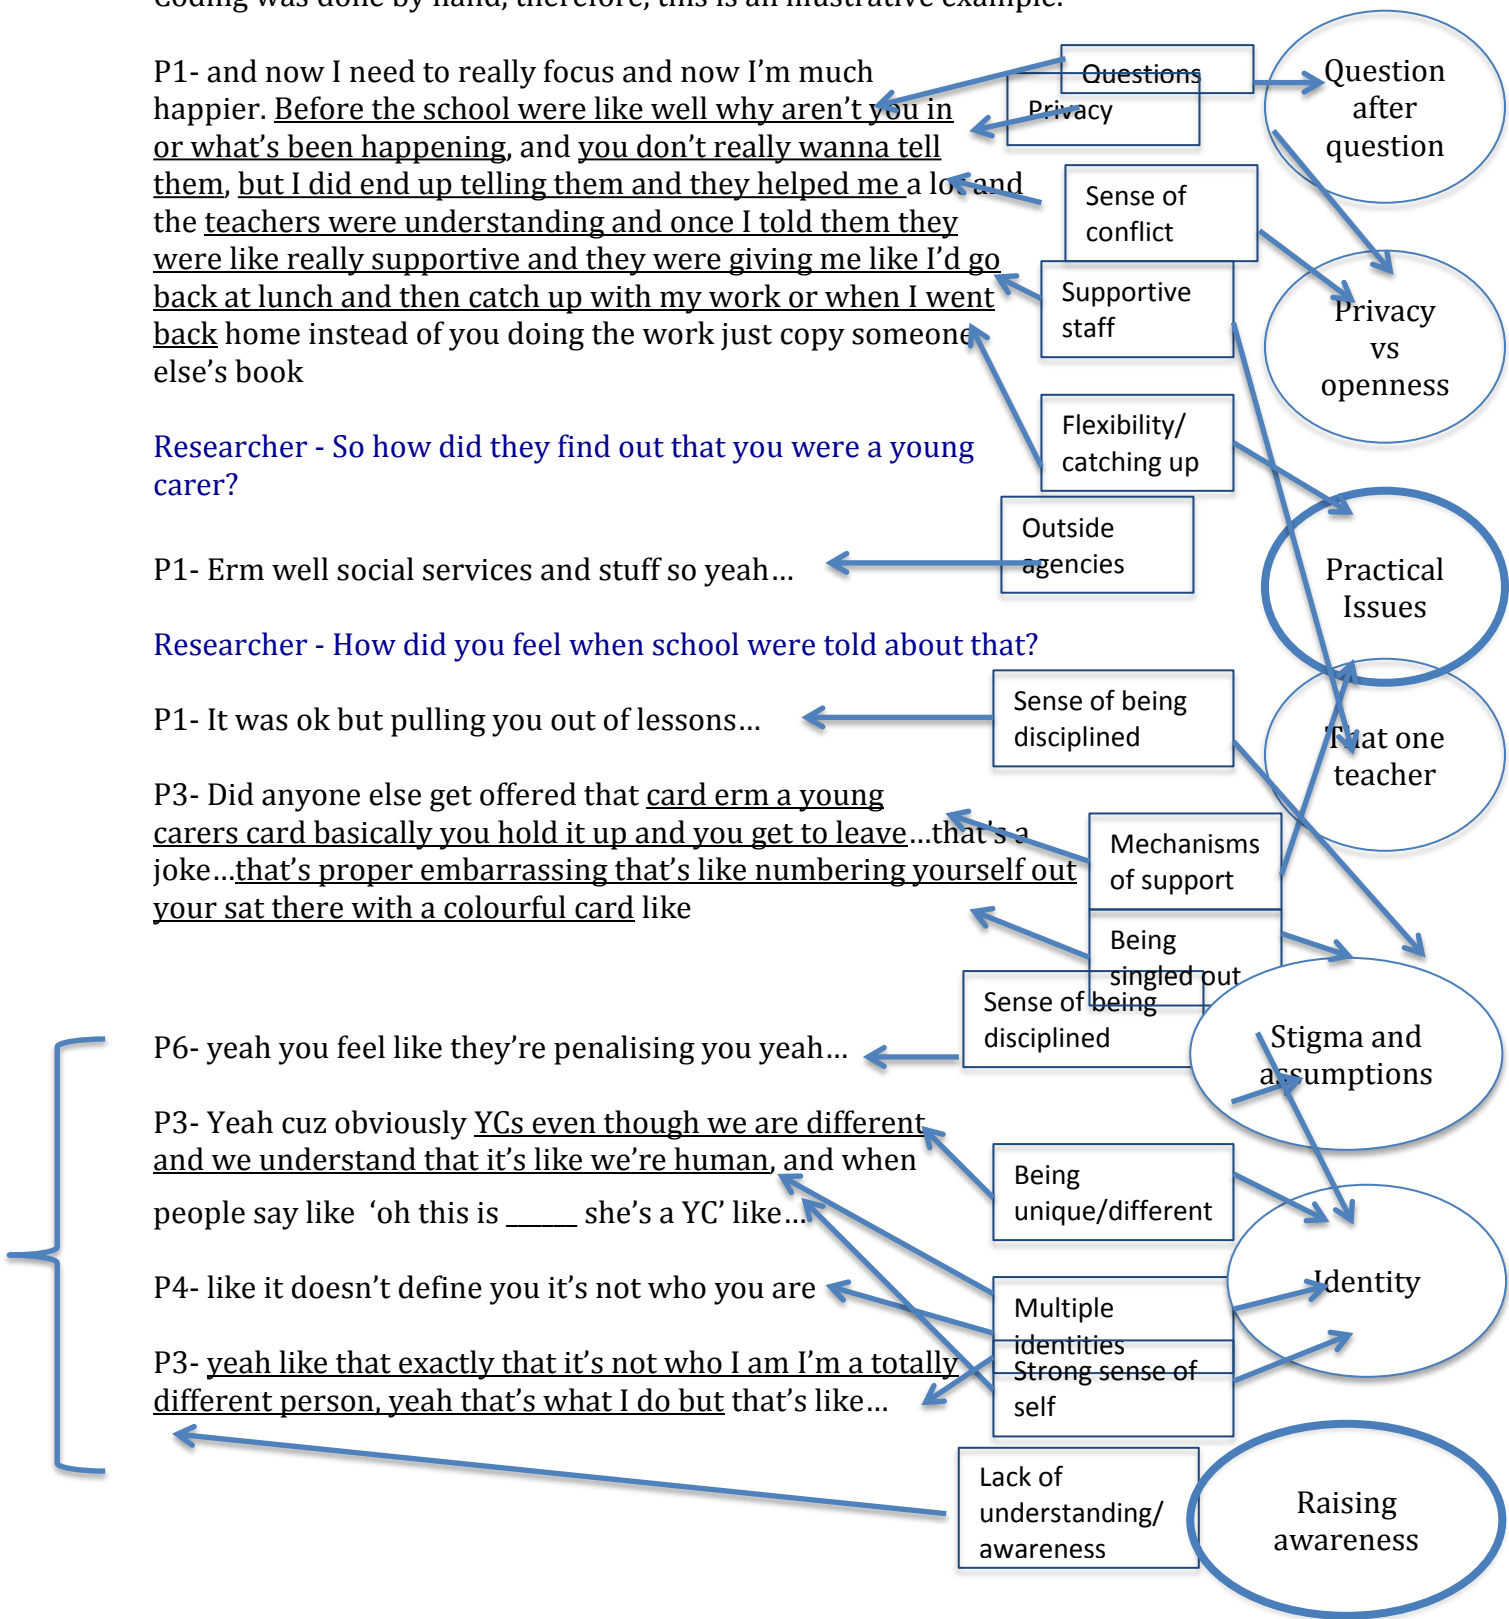 Coding was done by hand, therefore, this is an illustrative example.
P1- and now I need to really focus and now I’m much
happier. Before the school were like well why aren’t you in
or what’s been happening, and you don’t really wanna tell
them, but I did end up telling them and they helped me a lot and
the teachers were understanding and once I told them they
were like really supportive and they were giving me like I’d go
back at lunch and then catch up with my work or when I went
back home instead of you doing the work just copy someone
else’s book
Researcher - So how did they find out that you were a young
carer?
P1- Erm well social services and stuff so yeah…
Researcher - How did you feel when school were told about that?
P1- It was ok but pulling you out of lessons…
P3- Did anyone else get offered that card erm a young
carers card basically you hold it up and you get to leave…that’s a
joke…that’s proper embarrassing that’s like numbering yourself out
your sat there with a colourful card like
P6- yeah you feel like they’re penalising you yeah…
P3- Yeah cuz obviously YCs even though we are different
and we understand that it’s like we’re human, and when
people say like ‘oh this is ______ she’s a YC’ like…
P4- like it doesn’t define you it’s not who you are
P3- yeah like that exactly that it’s not who I am I’m a totally
different person, yeah that’s what I do but that’s like…
Questions
Privacy
Sense of
conflict
Supportive
staff
Flexibility/
catching up
Outside
agencies
Sense of being
disciplined
Mechanisms
of support
Being
singled out
Sense of being
disciplined
Being
unique/different
Multiple
identities
Strong sense of
self
Lack of
understanding/
awareness
Question
after
question
Privacy
vs
openness
Practical
Issues
That one
teacher
Stigma and
assumptions
Identity
Raising
awareness